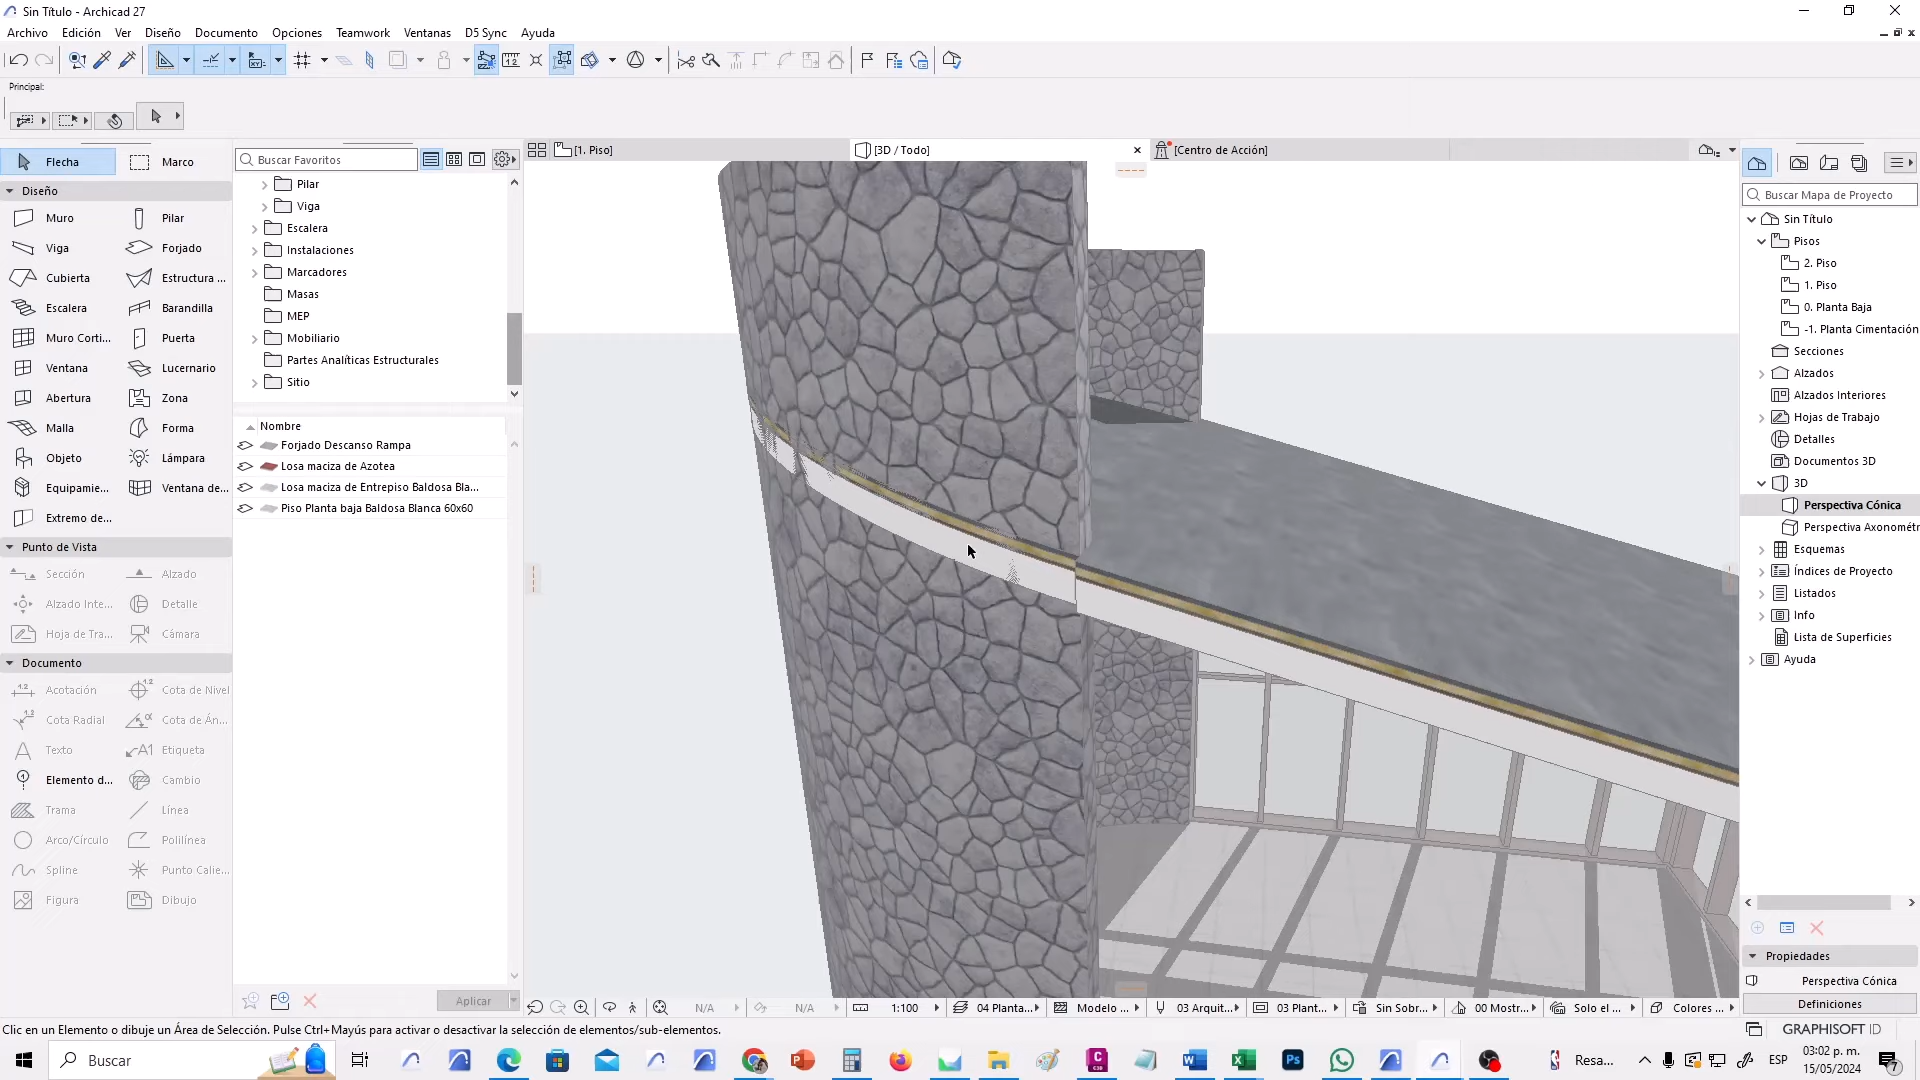 Sin Título - Archicad 27
Archivo Edición Ver Diseño Documento Opciones Teamwork Ventanas D5 Sync Ayuda
Principal:
Flecha Marco
Diseño
Muro Pilar
Viga Forjado
Cubierta Estructura ...
Escalera Barandilla
Muro Corti... Puerta
Ventana Lucernario
Abertura Zona
Malla Forma
Objeto Lámpara
Equipamie... Ventana de...
Extremo de...
Punto de Vista
Sección Alzado
Alzado Inte... Detalle
Hoja de Tra... Cámara
Documento
Acotación Cota de Nivel
Cota Radial Cota de Án...
Texto Etiqueta
Elemento d... Cambio
Trama Línea
Arco/Círculo Polilínea
Spline Punto Calie...
Figura Dibujo
Buscar Favoritos
Pilar
Viga
Escalera
Instalaciones
Marcadores
Masas
MEP
Mobiliario
Partes Analíticas Estructurales
Sitio
Nombre
Forjado Descanso Rampa
Losa maciza de Azotea
Losa maciza de Entrepiso Baldosa Bla...
Piso Planta baja Baldosa Blanca 60x60
Aplicar
[1. Piso]
[3D / Todo]
[Centro de Acción]
Buscar Mapa de Proyecto
Sin Título
Pisos
2. Piso
1. Piso
0. Planta Baja
-1. Planta Cimentación
Secciones
Alzados
Alzados Interiores
Hojas de Trabajo
Detalles
Documentos 3D
3D
Perspectiva Cónica
Perspectiva Axonométr
Esquemas
Índices de Proyecto
Listados
Info
Lista de Superficies
Ayuda
Propiedades
Perspectiva Cónica
Definiciones
N/A N/A 1:100 04 Planta... Modelo ... 03 Arquit... 03 Plant... Sin Sobr... 00 Mostr... Solo el ... Colores ...
Clic en un Elemento o dibuje un Área de Selección. Pulse Ctrl+Mayús para activar o desactivar la selección de elementos/sub-elementos.
GRAPHISOFT ID
Buscar
Resa...
ESP
03:02 p. m.
15/05/2024
7